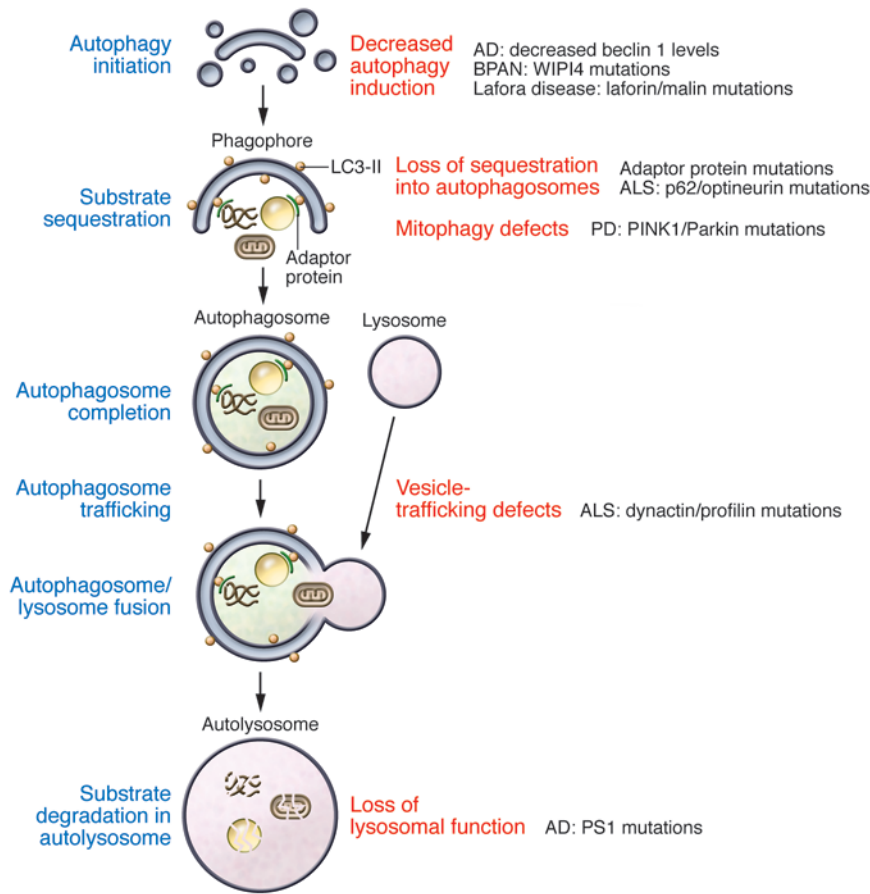 Autophagy
initiation
Decreased
autophagy
induction
AD: decreased beclin 1 levels
BPAN: WIPI4 mutations
Lafora disease: laforin/malin mutations
Phagophore
LC3-II
Substrate
sequestration
Loss of sequestration
into autophagosomes
Adaptor protein mutations
ALS: p62/optineurin mutations
Mitophagy defects
PD: PINK1/Parkin mutations
Adaptor
protein
Autophagosome
Lysosome
Autophagosome
completion
Autophagosome
trafficking
Vesicle-
trafficking defects
ALS: dynactin/profilin mutations
Autophagosome/
lysosome fusion
Autolysosome
Substrate
degradation in
autolysosome
Loss of
lysosomal function
AD: PS1 mutations